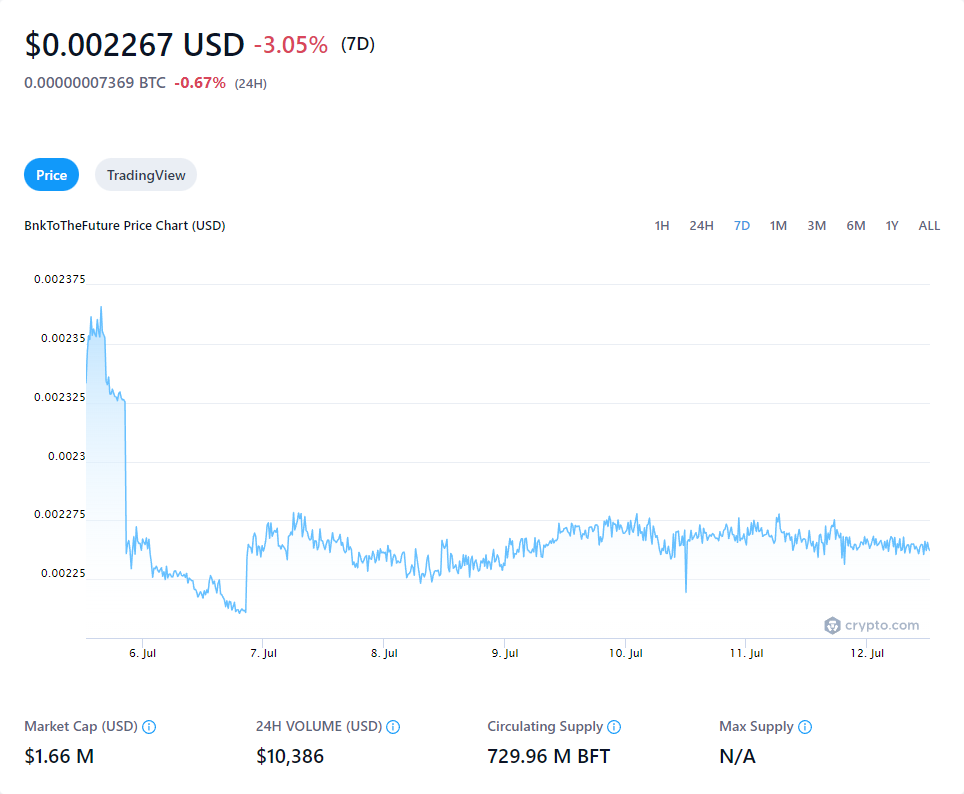 $0.002267 USD -3.05% (7D)
0.00000007369 BTC -0.67% (24H)
Price TradingView
BnkToTheFuture Price Chart (USD) 1H 24H 7D 1M 3M 6M 1Y ALL
0.002375
0.00235
0.002325
0.0023
0.002275
0.00225
crypto.com
6. Jul 7. Jul 8. Jul 9. Jul 10. Jul 11. Jul 12. Jul
Market Cap (USD) 24H VOLUME (USD) Circulating Supply Max Supply
$1.66 M $10,386 729.96 M BFT N/A